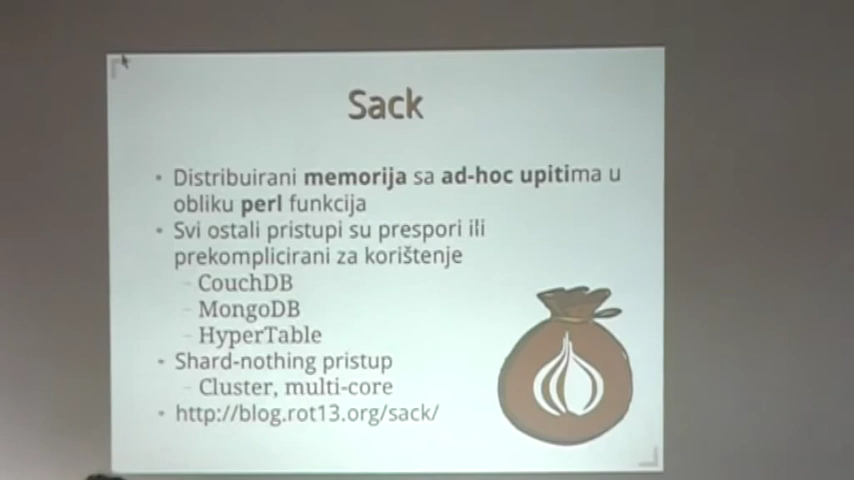 Sack
• Distribuirani memorija sa ad-hoc upitima u
obliku perl funkcija
• Svi ostali pristupi su prespori ili
prekomplicirani za korištenje
– CouchDB
– MongoDB
– HyperTable
• Shard-nothing pristup
– Cluster, multi-core
• http://blog.rot13.org/sack/